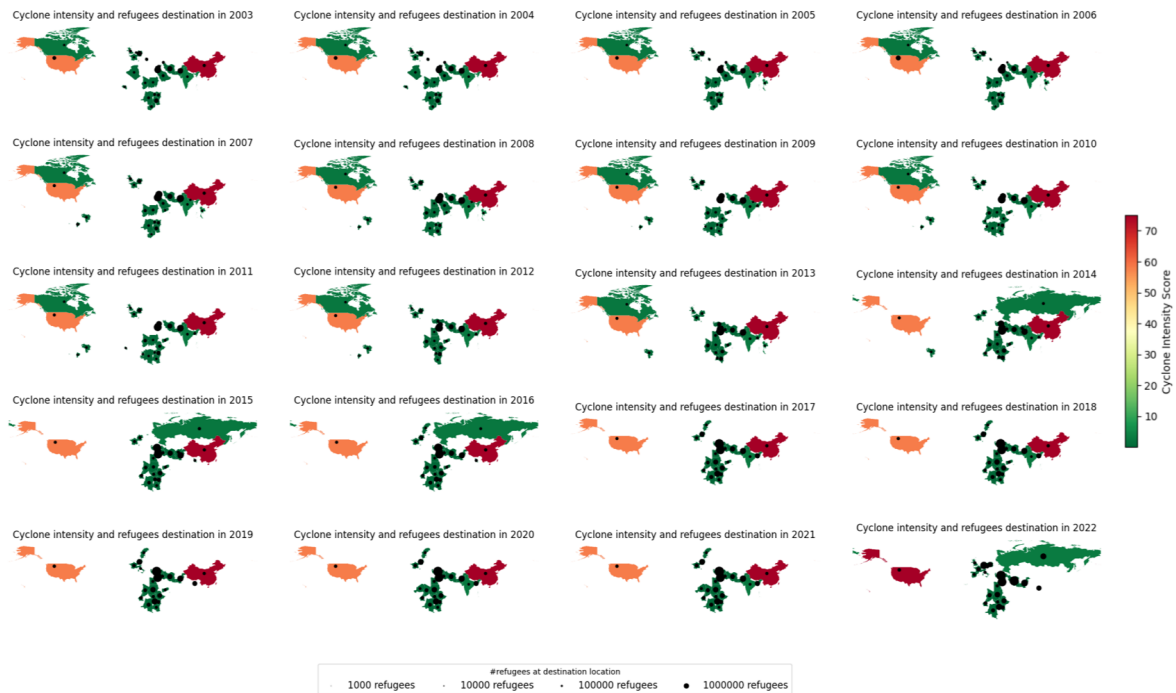 Cyclone intensity and refugees destination in 2003
Cyclone intensity and refugees destination in 2004
Cyclone intensity and refugees destination in 2005
Cyclone intensity and refugees destination in 2006
Cyclone intensity and refugees destination in 2007
Cyclone intensity and refugees destination in 2008
Cyclone intensity and refugees destination in 2009
Cyclone intensity and refugees destination in 2010
Cyclone intensity and refugees destination in 2011
Cyclone intensity and refugees destination in 2012
Cyclone intensity and refugees destination in 2013
Cyclone intensity and refugees destination in 2014
Cyclone intensity and refugees destination in 2015
Cyclone intensity and refugees destination in 2016
Cyclone intensity and refugees destination in 2017
Cyclone intensity and refugees destination in 2018
Cyclone intensity and refugees destination in 2019
Cyclone intensity and refugees destination in 2020
Cyclone intensity and refugees destination in 2021
Cyclone intensity and refugees destination in 2022
70
60
50
40
30
20
10
Cyclone Intensity Score
#refugees at destination location
1000 refugees
10000 refugees
100000 refugees
1000000 refugees